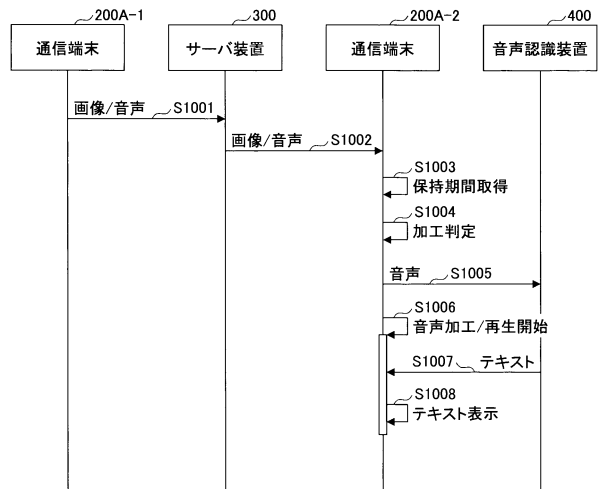 200A-1 300 200A-2 400
通信端末 サーバ装置 通信端末 音声認識装置
画像/音声 S1001
画像/音声 S1002
S1003
保持期間取得
S1004
加工判定
音声 S1005
S1006
音声加工/再生開始
S1007 テキスト
S1008
テキスト表示